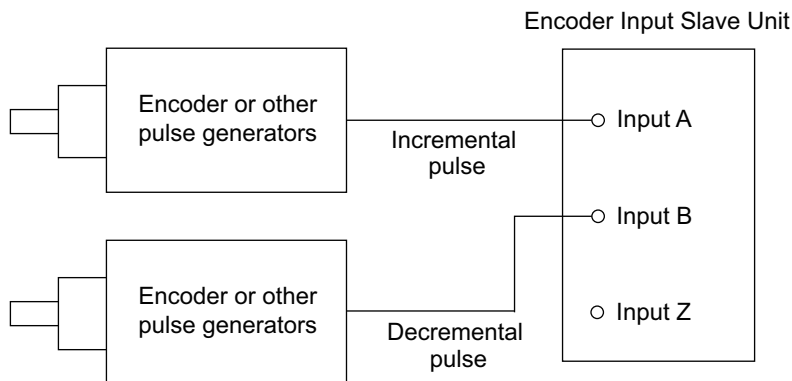 Encoder Input Slave Unit
Encoder or other
pulse generators
Incremental
pulse
Input A
Input B
Encoder or other
pulse generators
Decremental
pulse
Input Z